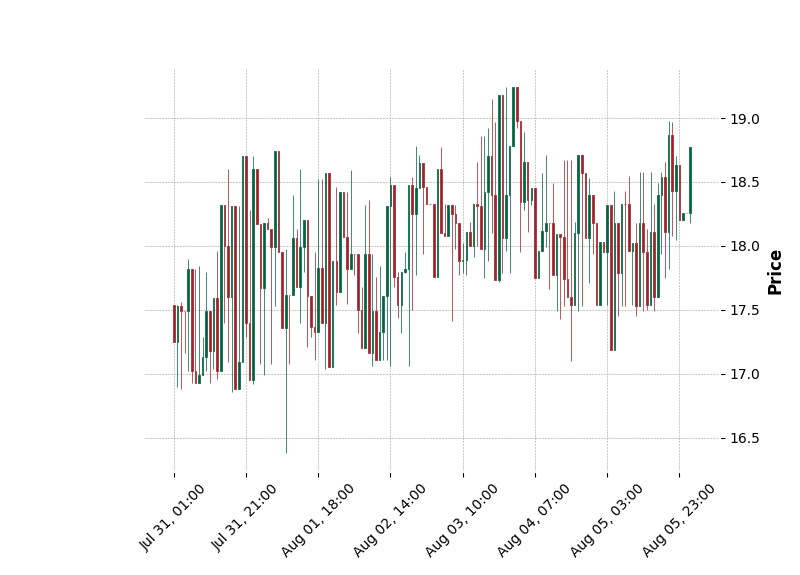 19.0
18.5
18.0
17.5
17.0
16.5
Price
Jul 31, 01:00
Jul 31, 21:00
Aug 01, 18:00
Aug 02, 14:00
Aug 03, 10:00
Aug 04, 07:00
Aug 05, 03:00
Aug 05, 23:00